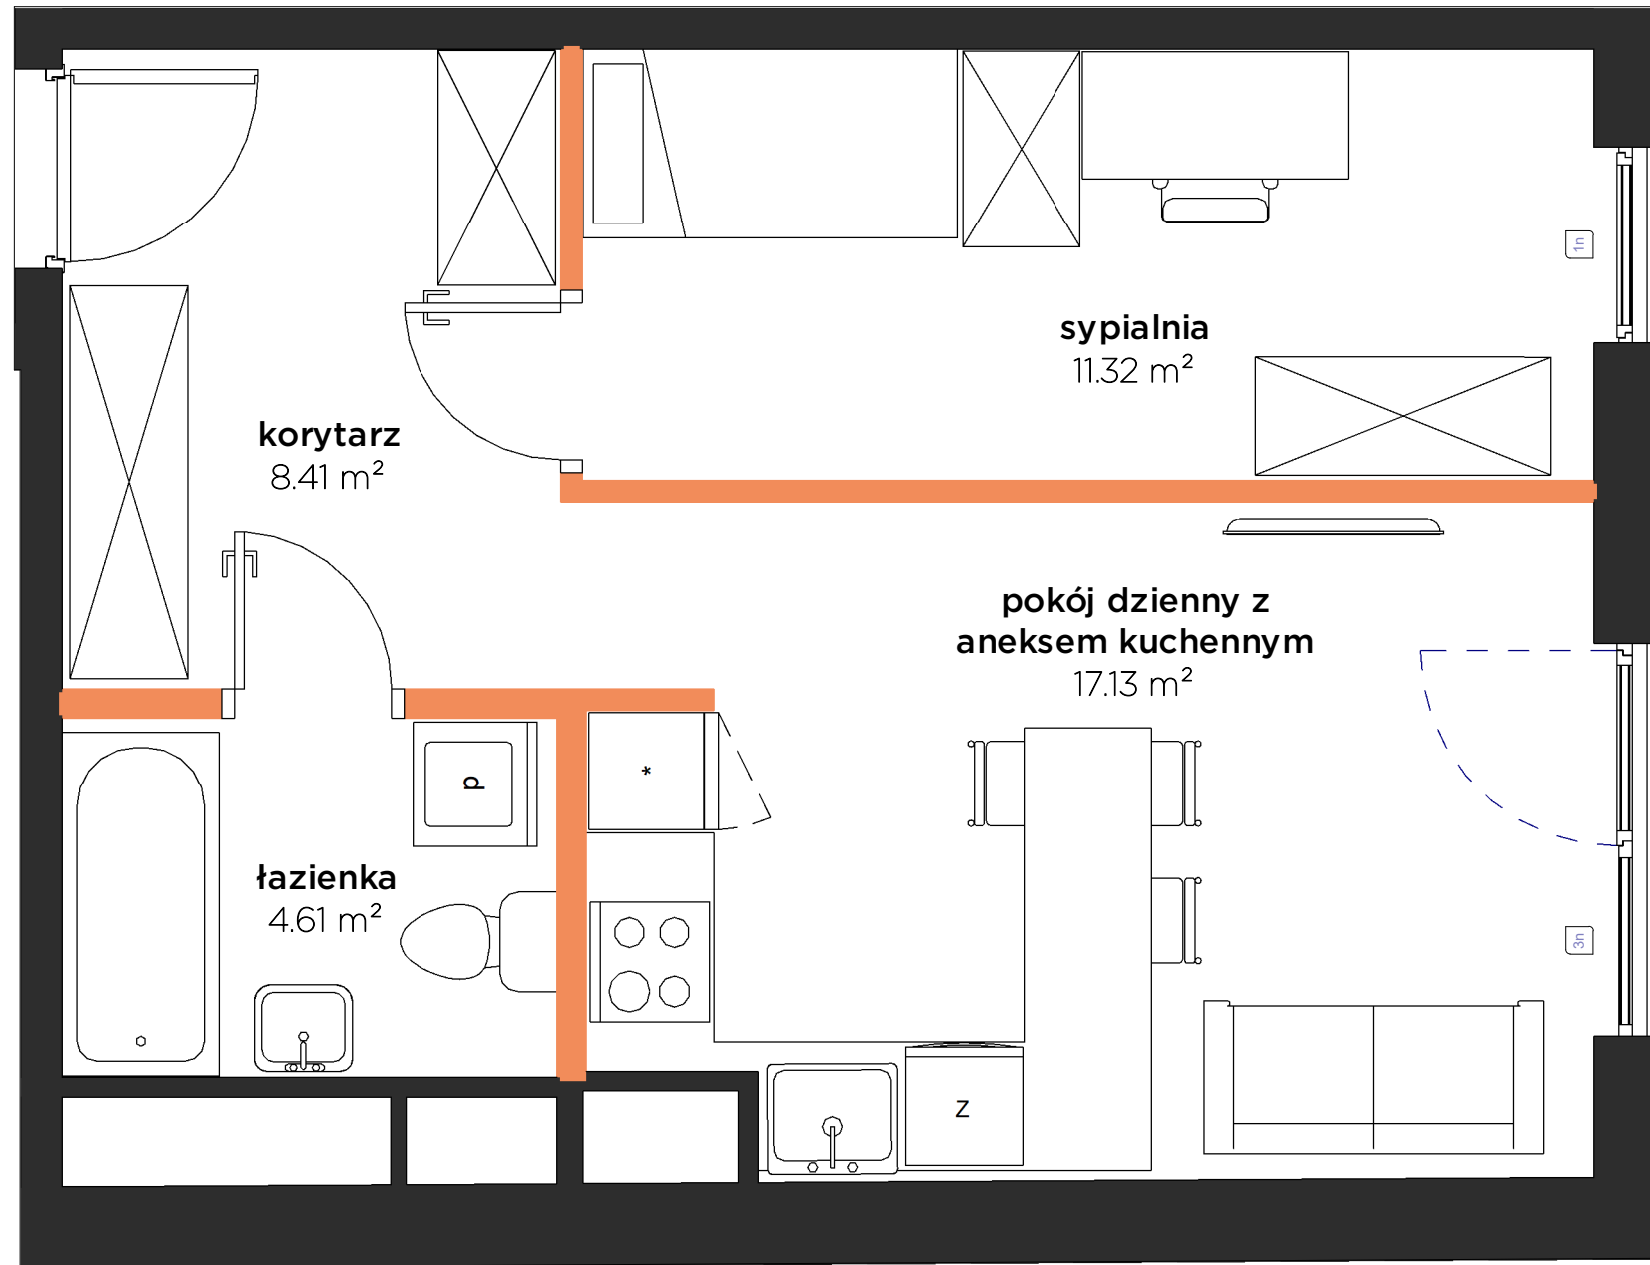 1n
sypialnia
11.32 m²
korytarz
8.41 m²
pokój dzienny z
aneksem kuchennym
17.13 m²
*
p
łazienka
4.61 m²
3n
Z